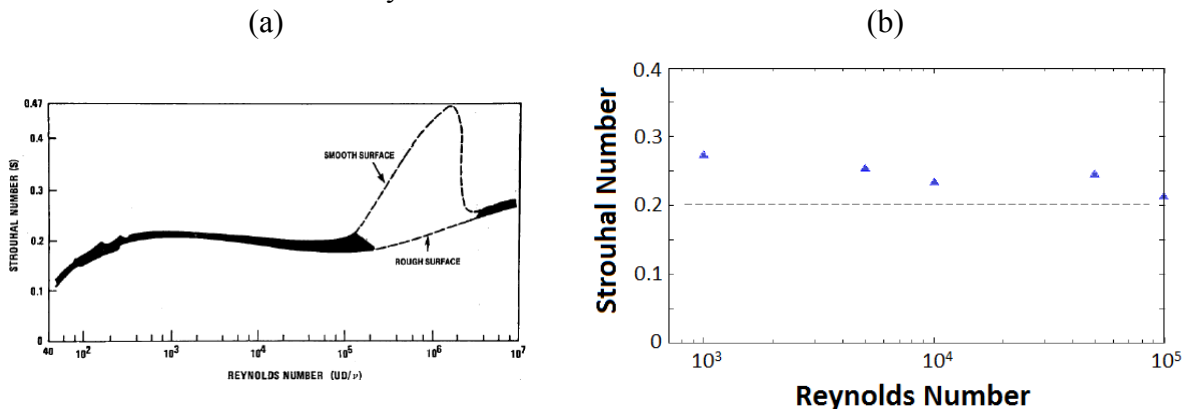 (a)
(b)
0.47
0.4
0.3
0.2
0.1
0
STROUHAL NUMBER (S)
SMOOTH SURFACE
ROUGH SURFACE
40 10² 10³ 10⁴ 10⁵ 10⁶ 10⁷
REYNOLDS NUMBER (UD/ν)
0.4
0.3
0.2
0.1
0
Strouhal Number
10³ 10⁴ 10⁵
Reynolds Number